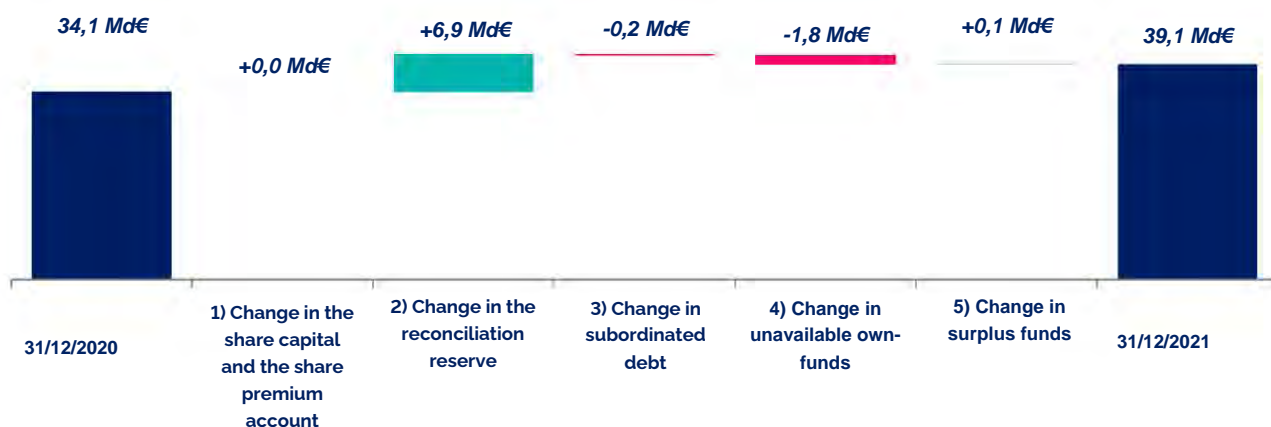 34,1 Md€
+0,0 Md€
+6,9 Md€
-0,2 Md€
-1,8 Md€
+0,1 Md€
39,1 Md€
31/12/2020
1) Change in the
share capital
and the share
premium
account
2) Change in the
reconciliation
reserve
3) Change in
subordinated
debt
4) Change in
unavailable own-
funds
5) Change in
surplus funds
31/12/2021